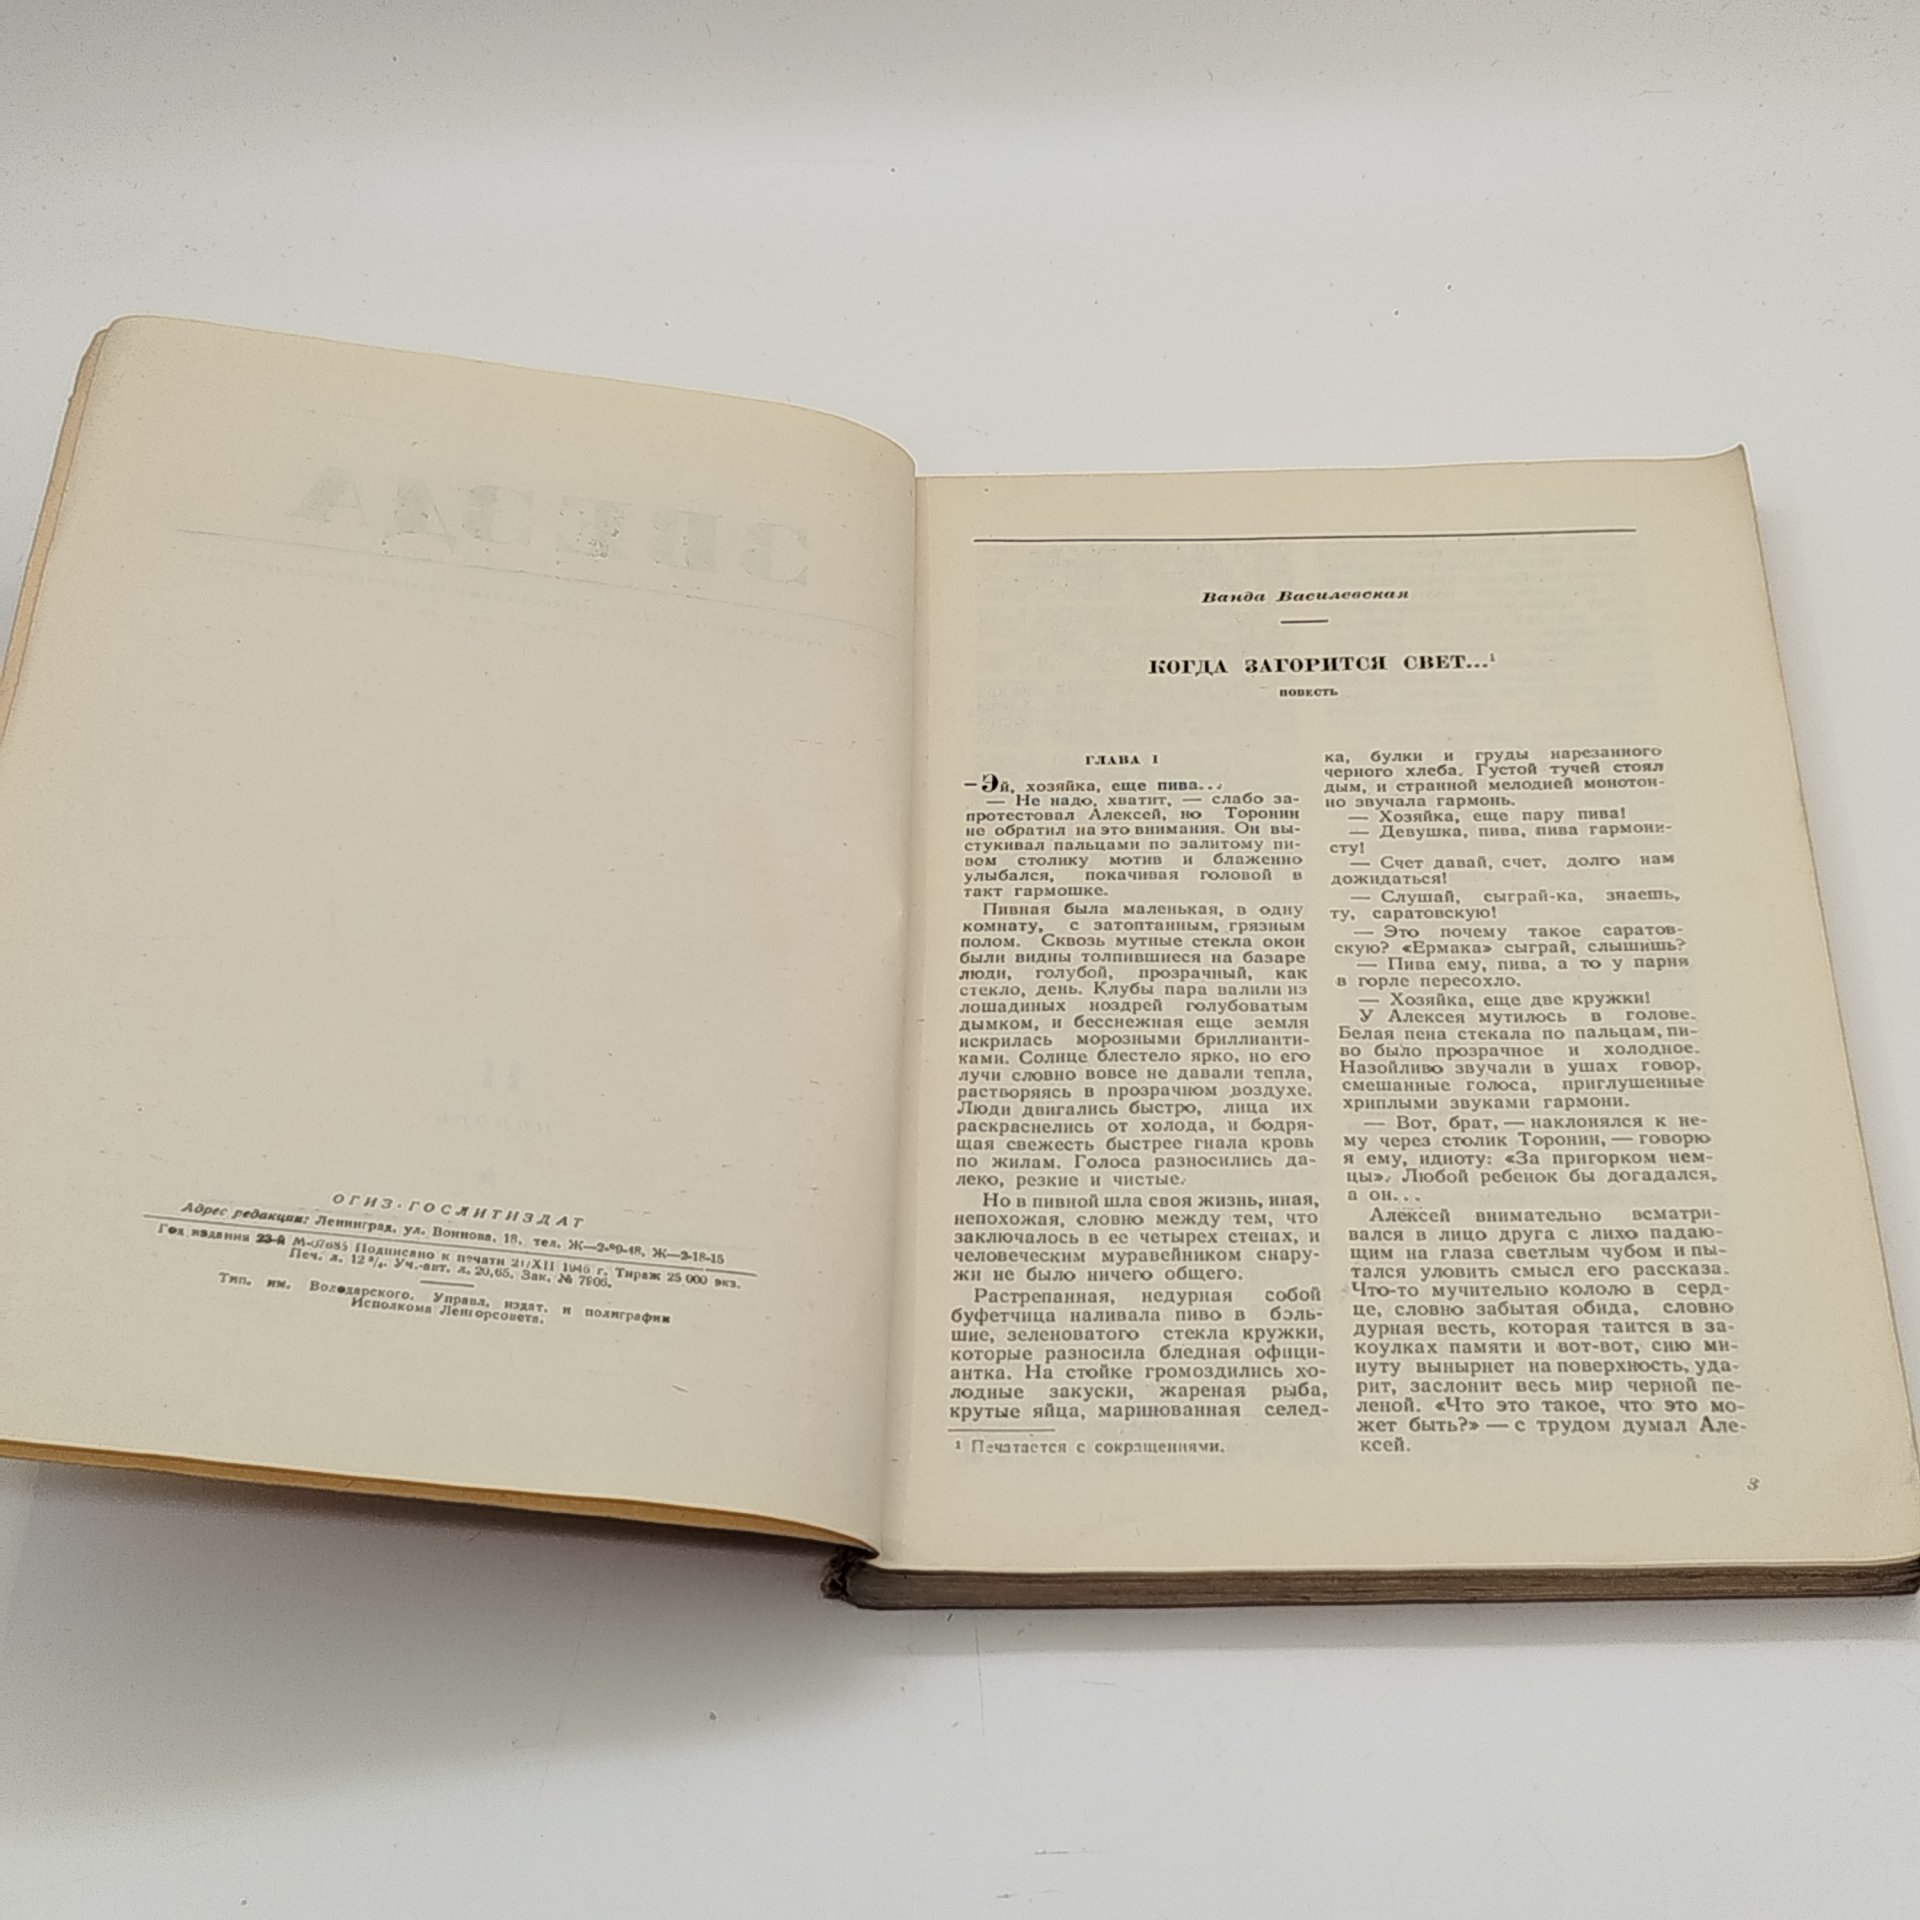 ЗВЕЗДА
ОГИЗ·ГОСЛИТИЗДАТ
Адрес редакции: Ленинград, ул. Воинова, 18, тел. Ж—2-90-48, Ж—3-18-15
Год издания 23-й М-07685 Подписано к печати 21/XII 1946 г. Тираж 25 000 экз.
Печ. л. 12 Уч.-авт. л. 20,65. Зак. № 7906.
Тип. им. Володарского. Управл. издат. и полиграфии
Исполкома Ленгорсовета.
Ванда Василевская
КОГДА ЗАГОРИТСЯ СВЕТ...¹
ПОВЕСТЬ
ГЛАВА I
—Эй, хозяйка, еще пива...
— Не надо, хватит, — слабо за-
протестовал Алексей, но Торонин
не обратил на это внимания. Он вы-
стукивал пальцами по залитому пи-
вом столику мотив и блаженно
улыбался, покачивая головой в
такт гармошке.
Пивная была маленькая, в одну
комнату, с затоптанным, грязным
полом. Сквозь мутные стекла окон
были видны толпившиеся на базаре
люди, голубой, прозрачный, как
стекло, день. Клубы пара валили из
лошадиных ноздрей голубоватым
дымком, и бесснежная еще земля
искрилась морозными бриллианти-
ками. Солнце блестело ярко, но его
лучи словно вовсе не давали тепла,
растворяясь в прозрачном воздухе.
Люди двигались быстро, лица их
раскраснелись от холода, и бодря-
щая свежесть быстрее гнала кровь
по жилам. Голоса разносились да-
леко, резкие и чистые.
Но в пивной шла своя жизнь, иная,
непохожая, словно между тем, что
заключалось в ее четырех стенах, и
человеческим муравейником снару-
жи не было ничего общего.
Растрепанная, недурная собой
буфетчица наливала пиво в боль-
шие, зеленоватого стекла кружки,
которые разносила бледная офици-
антка. На стойке громоздились хо-
лодные закуски, жареная рыба,
крутые яйца, маринованная селед-
¹ Печатается с сокращениями.
ка, булки и груды нарезанного
черного хлеба. Густой тучей стоял
дым, и странной мелодией монотон-
но звучала гармонь.
— Хозяйка, еще пару пива!
— Девушка, пива, пива гармони-
сту!
— Счет давай, счет, долго нам
дожидаться!
— Слушай, сыграй-ка, знаешь,
ту, саратовскую!
— Это почему такое саратов-
скую? «Ермака» сыграй, слышишь?
— Пива ему, пива, а то у парня
в горле пересохло.
— Хозяйка, еще две кружки!
У Алексея мутилось в голове.
Белая пена стекала по пальцам, пи-
во было прозрачное и холодное.
Назойливо звучали в ушах говор,
смешанные голоса, приглушенные
хриплыми звуками гармони.
— Вот, брат, — наклонялся к не-
му через столик Торонин, — говорю
я ему, идиоту: «За пригорком нем-
цы». Любой ребенок бы догадался,
а он...
Алексей внимательно всматри-
вался в лицо друга с лихо падаю-
щим на глаза светлым чубом и пы-
тался уловить смысл его рассказа.
Что-то мучительно кололо в серд-
це, словно забытая обида, словно
дурная весть, которая таится в за-
коулках памяти и вот-вот, сию ми-
нуту вынырнет на поверхность, уда-
рит, заслонит весь мир черной пе-
леной. «Что это такое, что это мо-
жет быть?» — с трудом думал Але-
ксей.
3